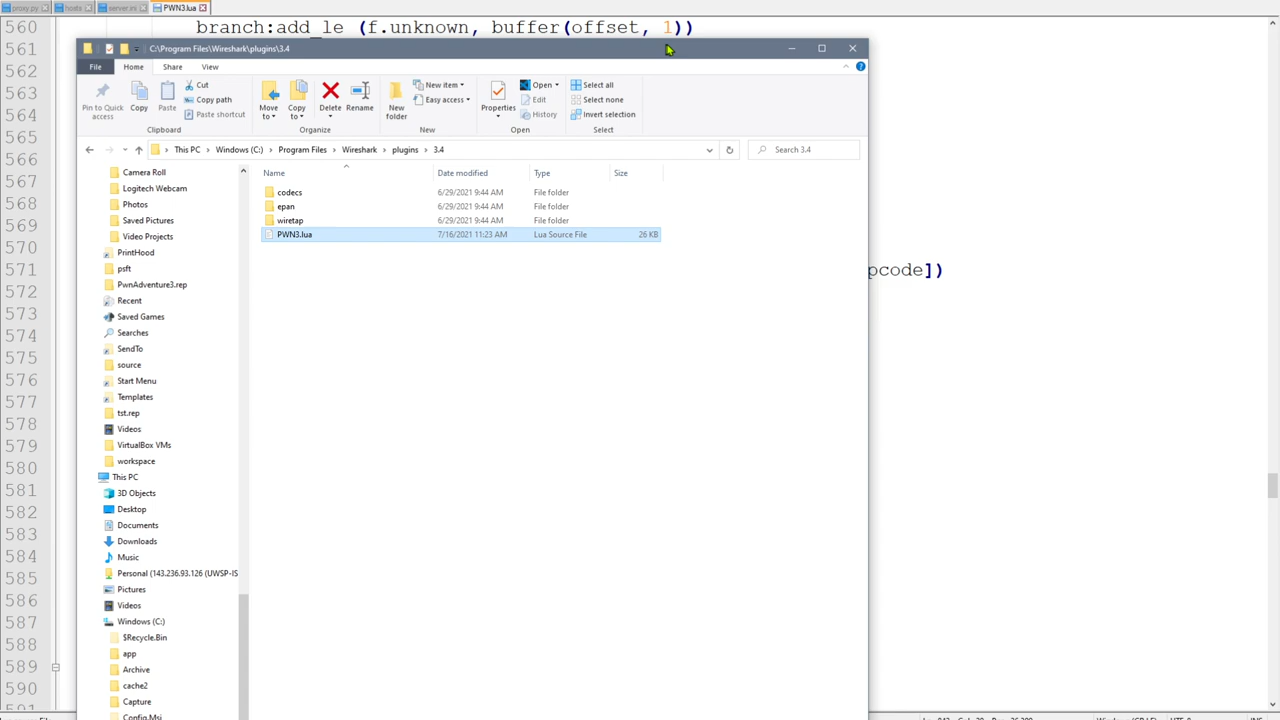 proxy.py
hosts
server.ini
PWN3.lua
560 branch:add_le (f.unknown, buffer(offset, 1))
561
562
563
564
565
566
567
568
569
570
571 pcode])
572
573
574
575
576
577
578
579
580
581
582
583
584
585
586
587
588
589
590
C:\Program Files\Wireshark\plugins\3.4
File Home Share View
Pin to Quick access
Copy
Paste
Cut
Copy path
Paste shortcut
Clipboard
Move to
Copy to
Delete
Rename
Organize
New folder
New item
Easy access
New
Properties
Open
Edit
History
Open
Select all
Select none
Invert selection
Select
This PC > Windows (C:) > Program Files > Wireshark > plugins > 3.4
Search 3.4
Name Date modified Type Size
codecs 6/29/2021 9:44 AM File folder
epan 6/29/2021 9:44 AM File folder
wiretap 6/29/2021 9:44 AM File folder
PWN3.lua 7/16/2021 11:23 AM Lua Source File 26 KB
Camera Roll
Logitech Webcam
Photos
Saved Pictures
Video Projects
PrintHood
psft
PwnAdventure3.rep
Recent
Saved Games
Searches
SendTo
source
Start Menu
Templates
tst.rep
Videos
VirtualBox VMs
workspace
This PC
3D Objects
Desktop
Documents
Downloads
Music
Personal (143.236.93.126 (UWSP-IS
Pictures
Videos
Windows (C:)
$Recycle.Bin
app
Archive
cache2
Capture
Config.Msi